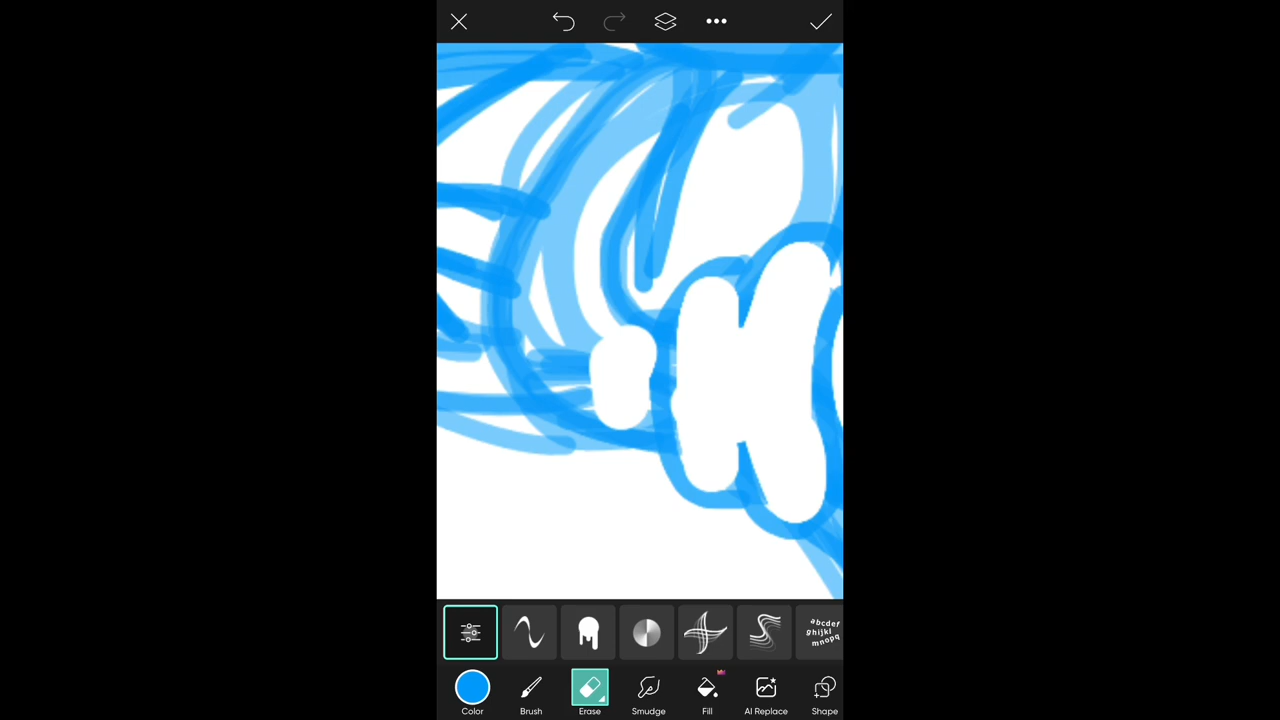 abcdef
ghijkl
mnopq
Color
Brush
Erase
Smudge
Fill
AI Replace
Shape